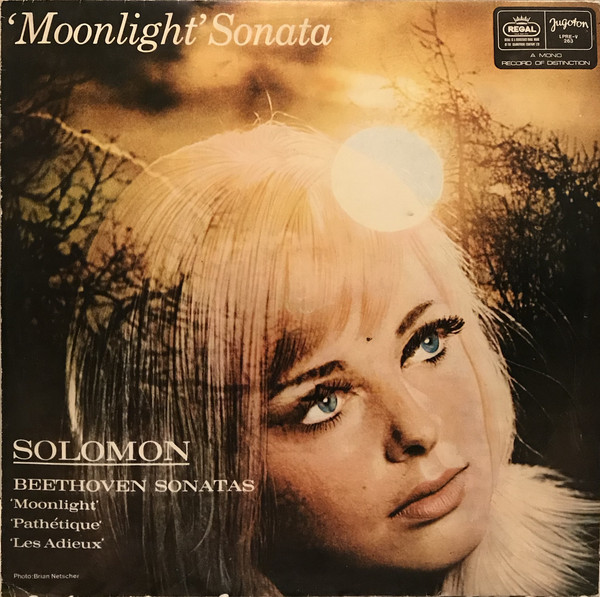 'Moonlight' Sonata
REGAL
Jugoton
LPRE-V
263
A MONO
RECORD OF DISTINCTION
SOLOMON
BEETHOVEN SONATAS
'Moonlight'
'Pathétique'
'Les Adieux'
Photo: Brian Netscher